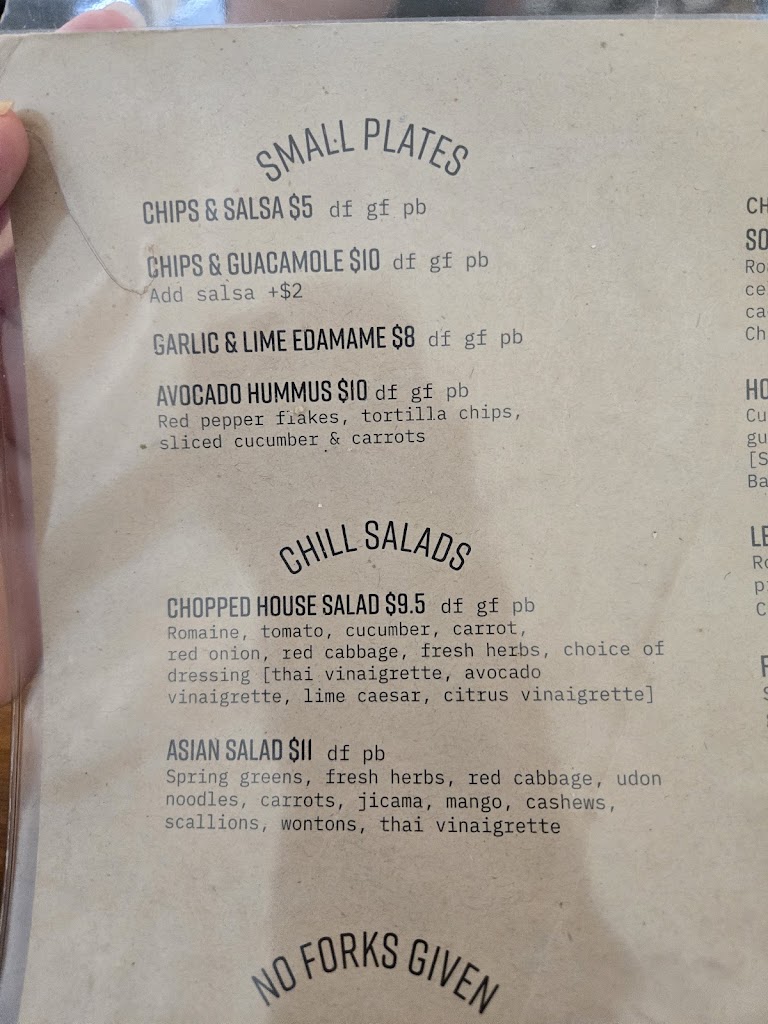 SMALL PLATES
CHIPS & SALSA $5 df gf pb
CHIPS & GUACAMOLE $10 df gf pb
Add salsa +$2
GARLIC & LIME EDAMAME $8 df gf pb
AVOCADO HUMMUS $10 df gf pb
Red pepper flakes, tortilla chips,
sliced cucumber & carrots
CHILL SALADS
CHOPPED HOUSE SALAD $9.5 df gf pb
Romaine, tomato, cucumber, carrot,
red onion, red cabbage, fresh herbs, choice of
dressing [thai vinaigrette, avocado
vinaigrette, lime caesar, citrus vinaigrette]
ASIAN SALAD $11 df pb
Spring greens, fresh herbs, red cabbage, udon
noodles, carrots, jicama, mango, cashews,
scallions, wontons, thai vinaigrette
NO FORKS GIVEN